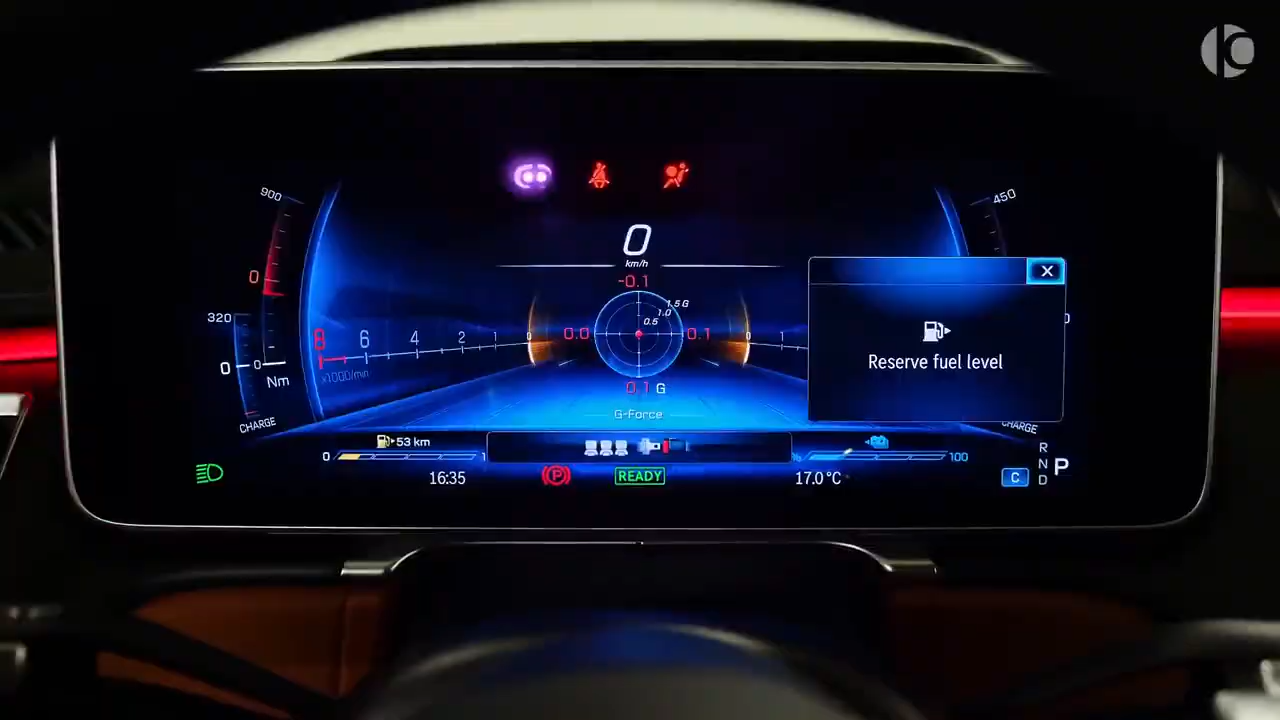 900
450
0
km/h
-0.1
0
1.5 G
1.0
0.5
320
0.0
0.1
8 6 4 2 1 0
0 1
0 0
Nm
x1000/min
0.1 G
G-Force
Reserve fuel level
X
CHARGE
CHARGE
53 km
0 1
% 100
R
N
D
P
16:35
(P)
READY
17.0 °C
C